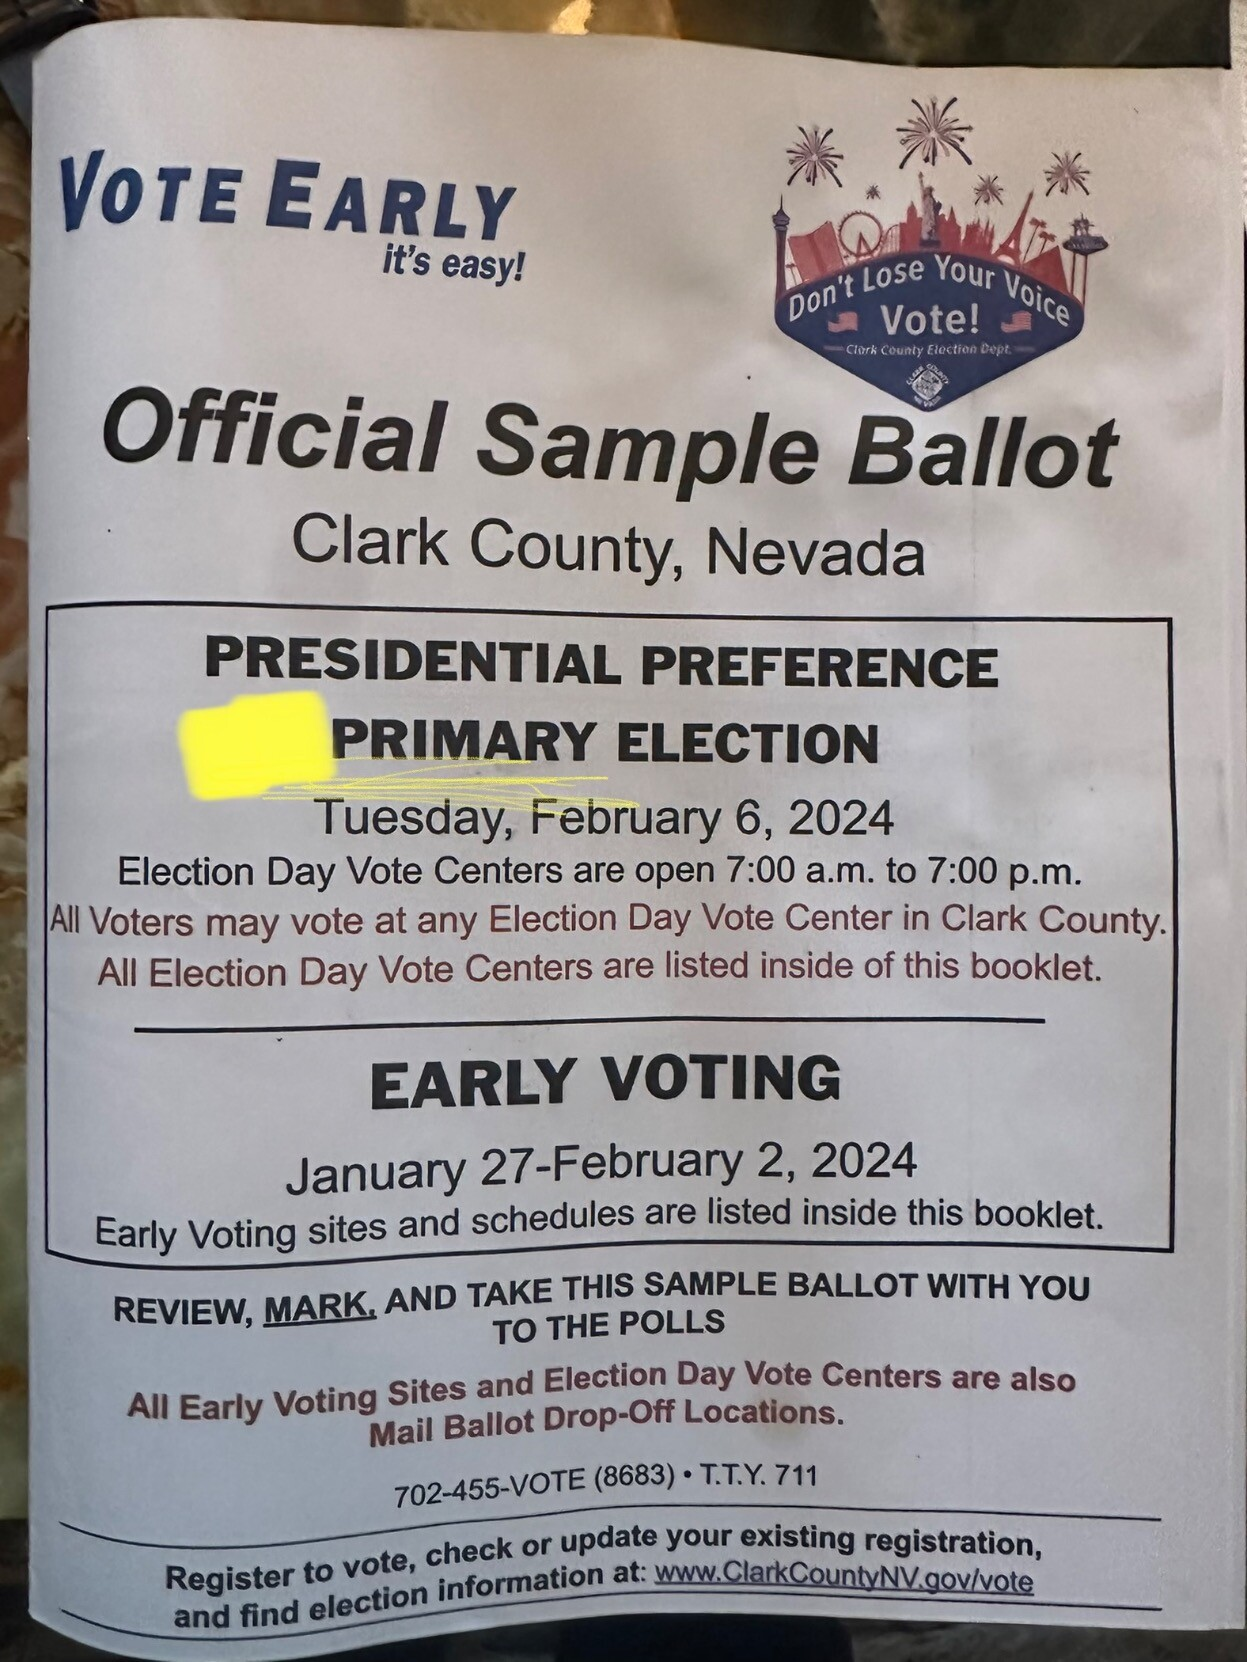 VOTE EARLY
it's easy!
Don't Lose Your Voice
Vote!
Clark County Election Dept.
CLARK COUNTY
NEVADA
Official Sample Ballot
Clark County, Nevada
PRESIDENTIAL PREFERENCE
PRIMARY ELECTION
Tuesday, February 6, 2024
Election Day Vote Centers are open 7:00 a.m. to 7:00 p.m.
All Voters may vote at any Election Day Vote Center in Clark County.
All Election Day Vote Centers are listed inside of this booklet.
EARLY VOTING
January 27-February 2, 2024
Early Voting sites and schedules are listed inside this booklet.
REVIEW, MARK, AND TAKE THIS SAMPLE BALLOT WITH YOU
TO THE POLLS
All Early Voting Sites and Election Day Vote Centers are also
Mail Ballot Drop-Off Locations.
702-455-VOTE (8683) • T.T.Y. 711
Register to vote, check or update your existing registration,
and find election information at: www.ClarkCountyNV.gov/vote